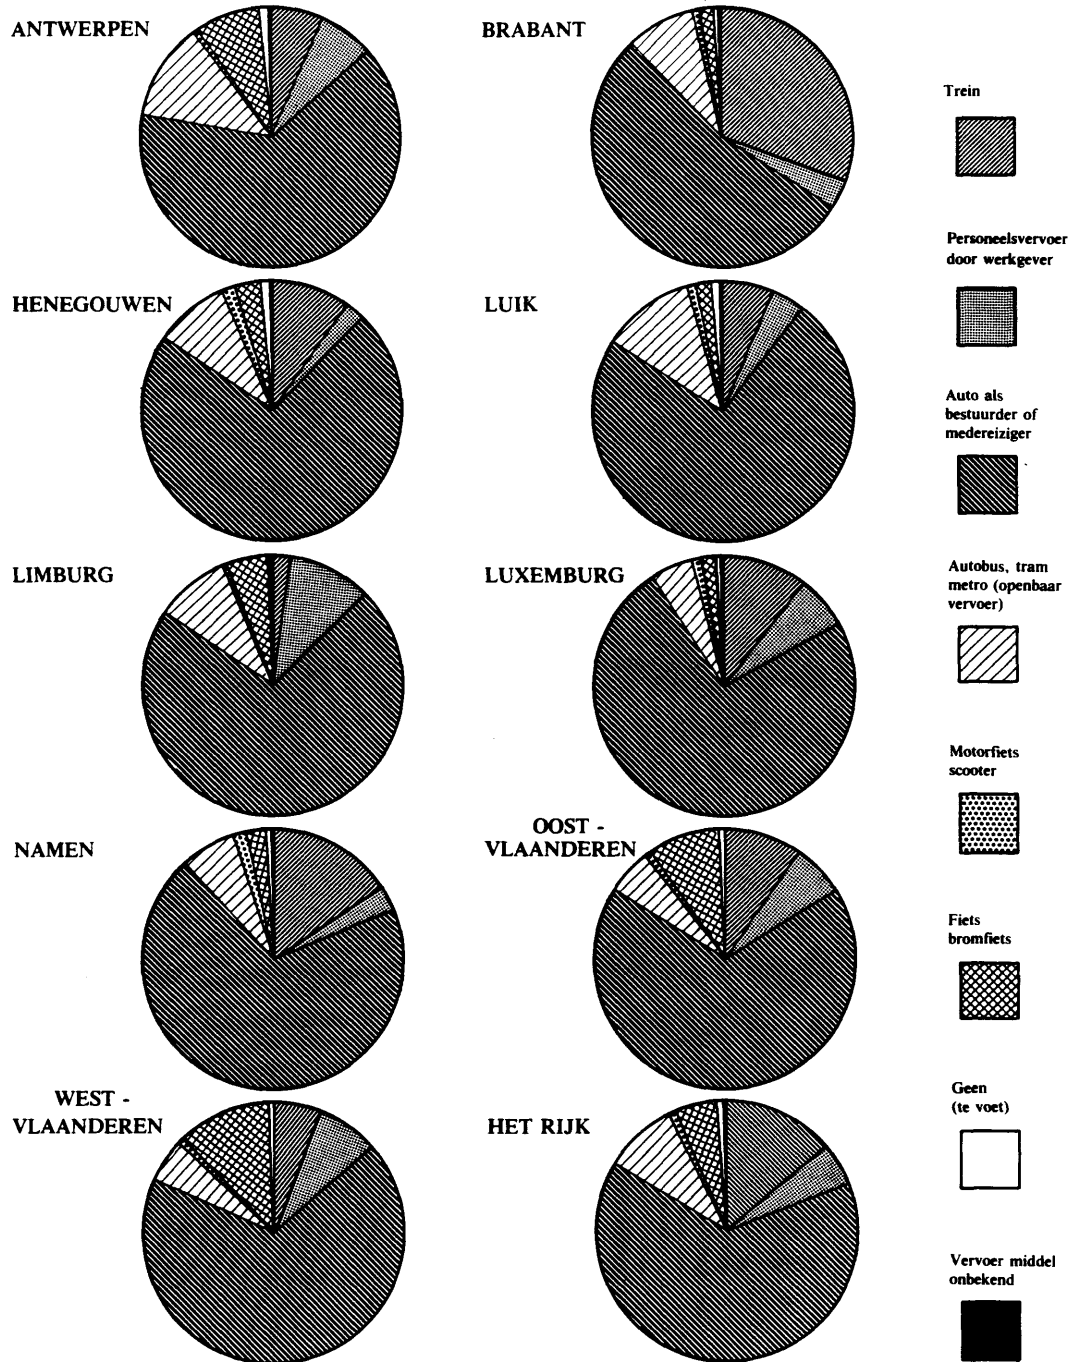 ANTWERPEN
BRABANT
HENEGOUWEN
LUIK
LIMBURG
LUXEMBURG
NAMEN
OOST -
VLAANDEREN
WEST -
VLAANDEREN
HET RIJK
Trein
Personeelsvervoer
door werkgever
Auto als
bestuurder of
medereiziger
Autobus, tram
metro (openbaar
vervoer)
Motorfiets
scooter
Fiets
bromfiets
Geen
(te voet)
Vervoer middel
onbekend